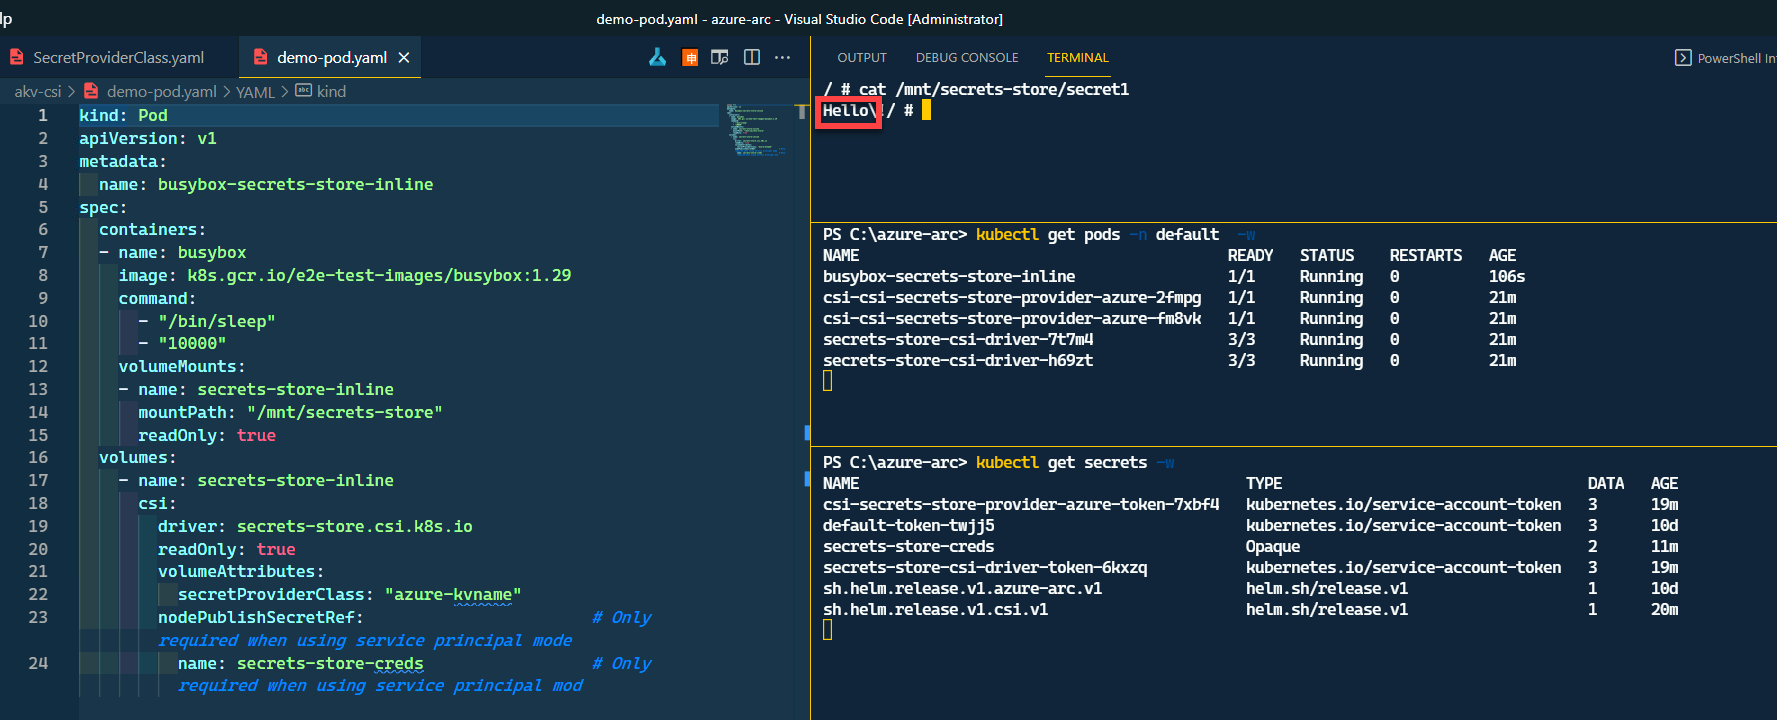 lp
demo-pod.yaml - azure-arc - Visual Studio Code [Administrator]
SecretProviderClass.yaml
demo-pod.yaml
akv-csi > demo-pod.yaml > YAML > abc kind
1 kind: Pod
2 apiVersion: v1
3 metadata:
4 name: busybox-secrets-store-inline
5 spec:
6 containers:
7 - name: busybox
8 image: k8s.gcr.io/e2e-test-images/busybox:1.29
9 command:
10 - "/bin/sleep"
11 - "10000"
12 volumeMounts:
13 - name: secrets-store-inline
14 mountPath: "/mnt/secrets-store"
15 readOnly: true
16 volumes:
17 - name: secrets-store-inline
18 csi:
19 driver: secrets-store.csi.k8s.io
20 readOnly: true
21 volumeAttributes:
22 secretProviderClass: "azure-kvname"
23 nodePublishSecretRef: # Only
required when using service principal mode
24 name: secrets-store-creds # Only
required when using service principal mod
OUTPUT DEBUG CONSOLE TERMINAL
PowerShell Int
/ # cat /mnt/secrets-store/secret1
Hello\!/ #
PS C:\azure-arc> kubectl get pods -n default -w
NAME READY STATUS RESTARTS AGE
busybox-secrets-store-inline 1/1 Running 0 106s
csi-csi-secrets-store-provider-azure-2fmpg 1/1 Running 0 21m
csi-csi-secrets-store-provider-azure-fm8vk 1/1 Running 0 21m
secrets-store-csi-driver-7t7m4 3/3 Running 0 21m
secrets-store-csi-driver-h69zt 3/3 Running 0 21m
PS C:\azure-arc> kubectl get secrets -w
NAME TYPE DATA AGE
csi-secrets-store-provider-azure-token-7xbf4 kubernetes.io/service-account-token 3 19m
default-token-twjj5 kubernetes.io/service-account-token 3 10d
secrets-store-creds Opaque 2 11m
secrets-store-csi-driver-token-6kxzq kubernetes.io/service-account-token 3 19m
sh.helm.release.v1.azure-arc.v1 helm.sh/release.v1 1 10d
sh.helm.release.v1.csi.v1 helm.sh/release.v1 1 20m